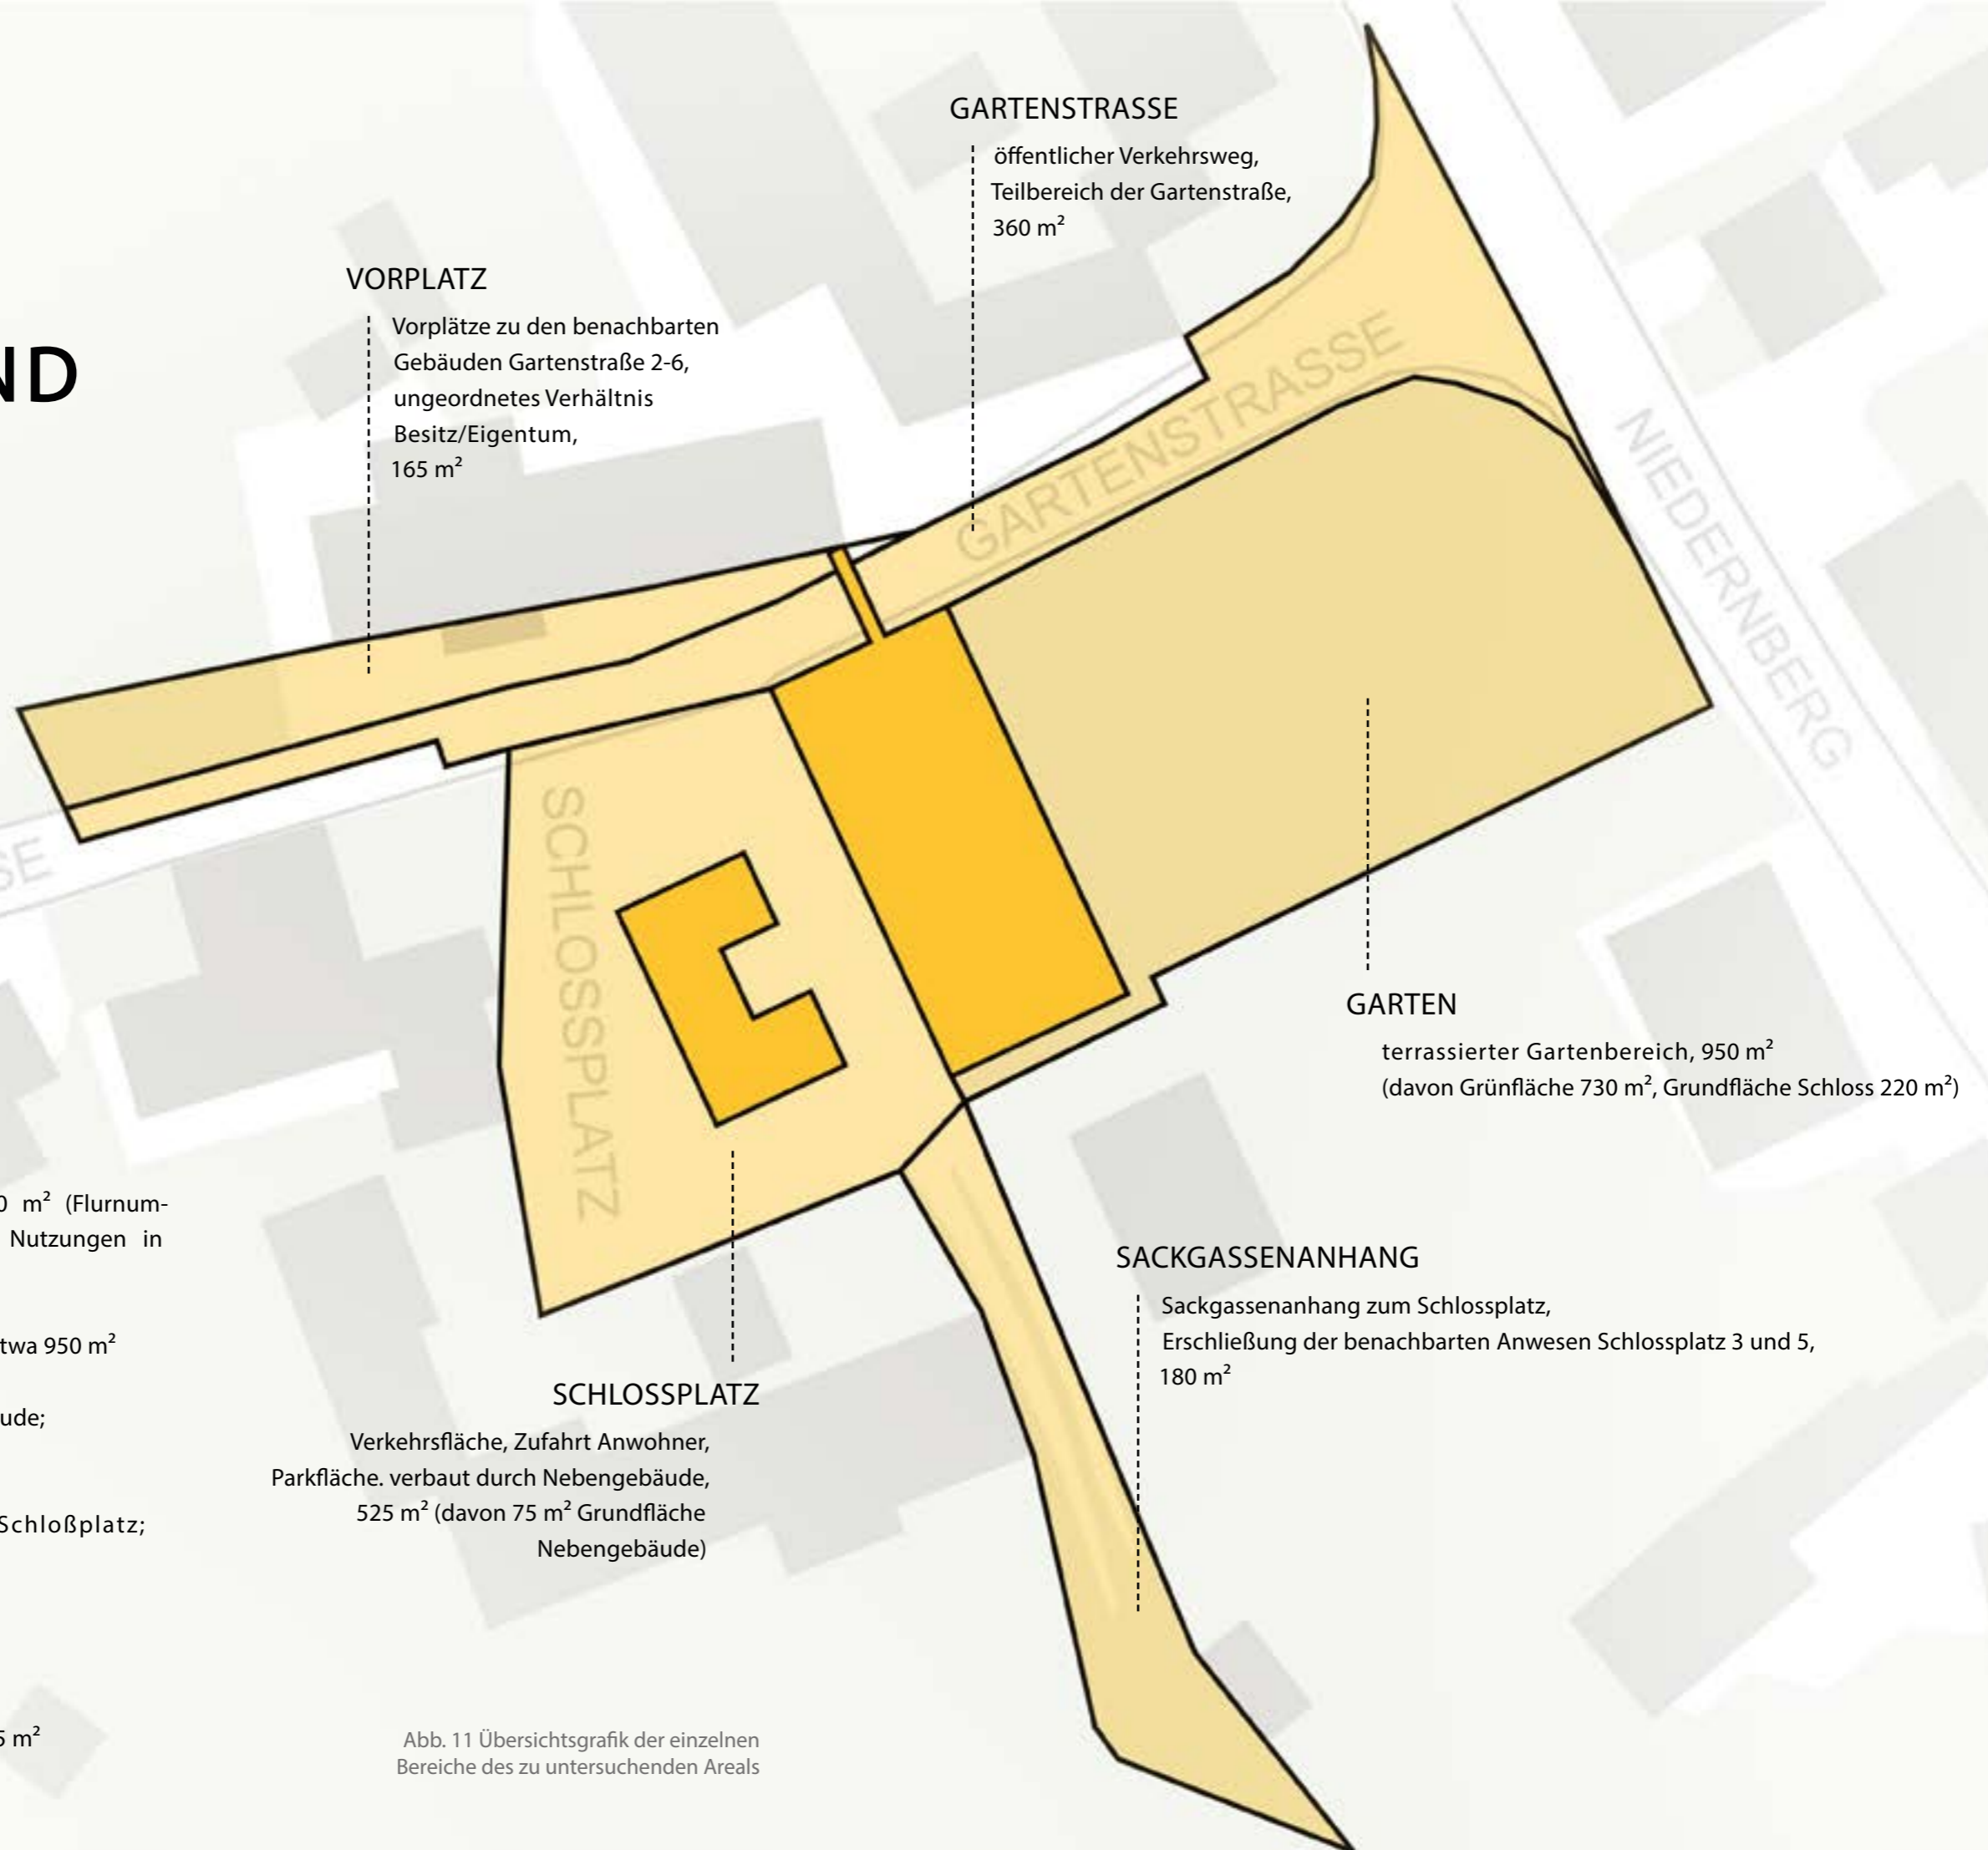 GARTENSTRASSE
öffentlicher Verkehrsweg,
Teilbereich der Gartenstraße,
360 m²
VORPLATZ
Vorplätze zu den benachbarten
Gebäuden Gartenstraße 2-6,
ungeordnetes Verhältnis
Besitz/Eigentum,
165 m²
ND
GARTENSTRASSE
NIEDERNBERG
SE
SCHLOSSPLATZ
GARTEN
terrassierter Gartenbereich, 950 m²
(davon Grünfläche 730 m², Grundfläche Schloss 220 m²)
0 m² (Flurnum-
Nutzungen in
twa 950 m²
ude;
Schloßplatz;
5 m²
SACKGASSENANHANG
Sackgassenanhang zum Schlossplatz,
Erschließung der benachbarten Anwesen Schlossplatz 3 und 5,
180 m²
SCHLOSSPLATZ
Verkehrsfläche, Zufahrt Anwohner,
Parkfläche. verbaut durch Nebengebäude,
525 m² (davon 75 m² Grundfläche
Nebengebäude)
Abb. 11 Übersichtsgrafik der einzelnen
Bereiche des zu untersuchenden Areals